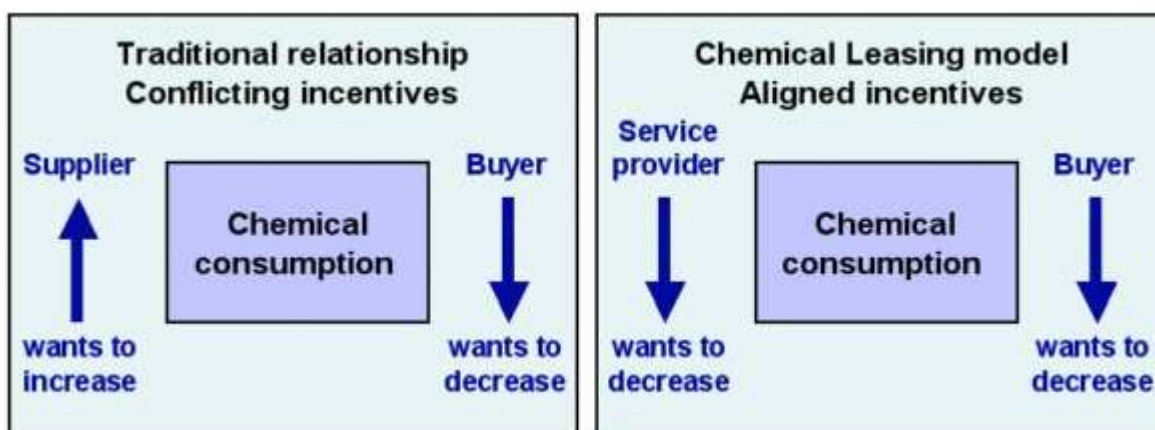 Traditional relationship
Conflicting incentives
Supplier
Chemical
consumption
Buyer
wants to
increase
wants to
decrease
Chemical Leasing model
Aligned incentives
Service
provider
Chemical
consumption
Buyer
wants to
decrease
wants to
decrease